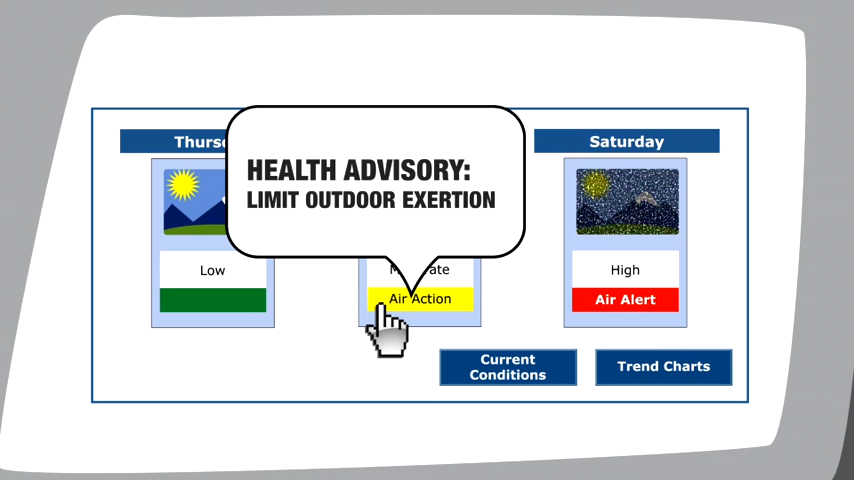 Thurs
Saturday
HEALTH ADVISORY:
LIMIT OUTDOOR EXERTION
Low
High
Air Action
Air Alert
Current
Conditions
Trend Charts